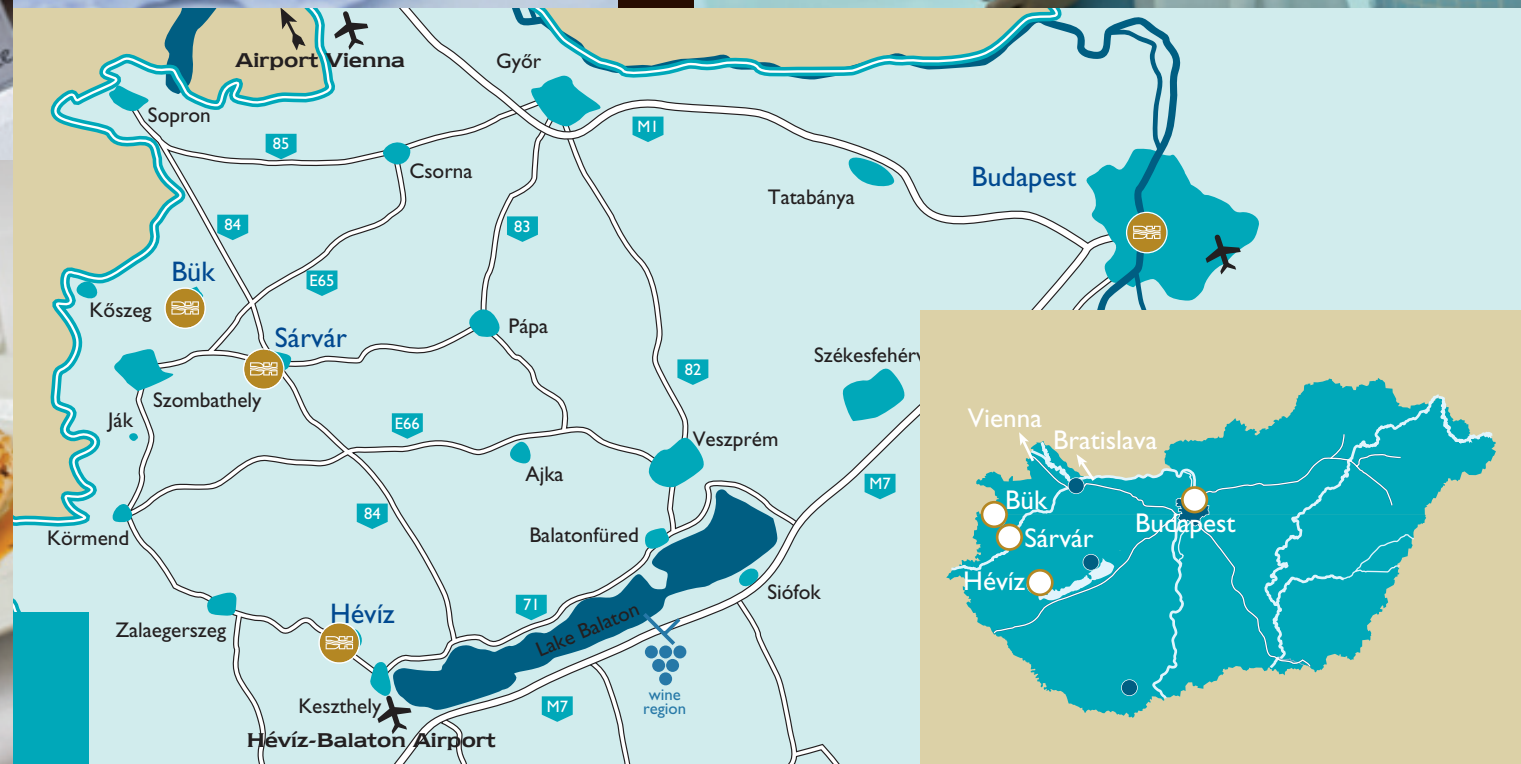 Airport Vienna
Győr
Sopron
M1
85
Csorna
Tatabánya
Budapest
84
83
Bük
E65
Kőszeg
Sárvár
Pápa
Székesfehérv
82
Szombathely
Ják
E66
Veszprém
Ajka
M7
84
Balatonfüred
Körmend
Siófok
71
Hévíz
Zalaegerszeg
Lake Balaton
wine
region
Keszthely
M7
Hévíz-Balaton Airport
Vienna
Bratislava
Bük
Budapest
Sárvár
Hévíz